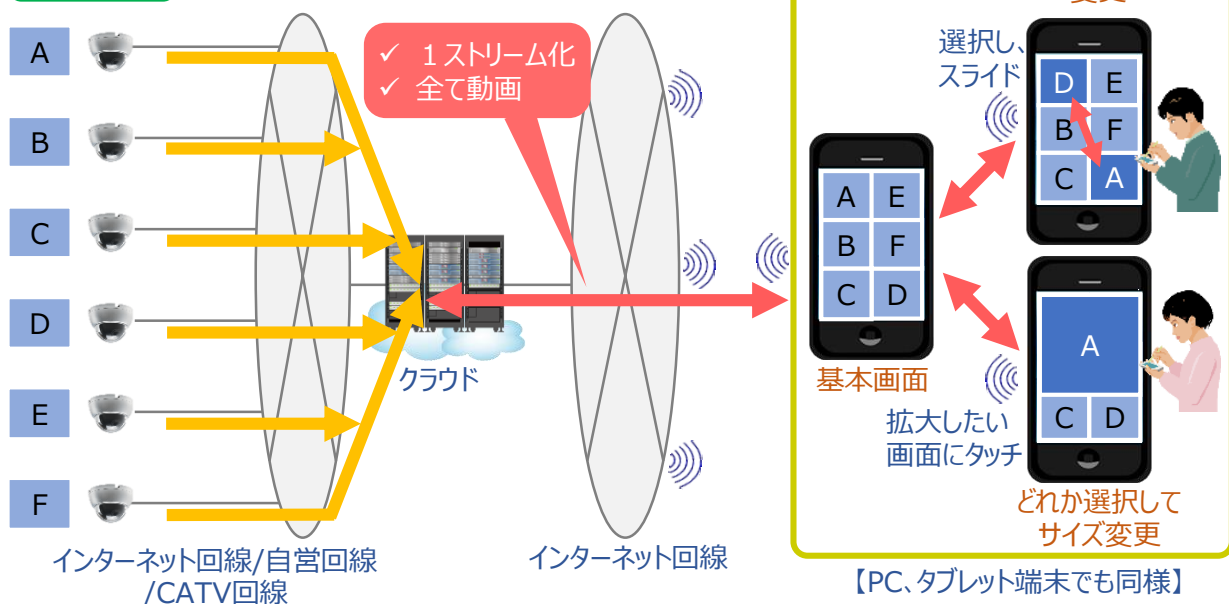 A
B
C
D
E
F
✓ 1ストリーム化
✓ 全て動画
クラウド
インターネット回線/自営回線
/CATV回線
インターネット回線
A E
B F
C D
基本画面
選択し、
スライド
D E
B F
C A
拡大したい
画面にタッチ
A
C D
どれか選択して
サイズ変更
【PC、タブレット端末でも同様】